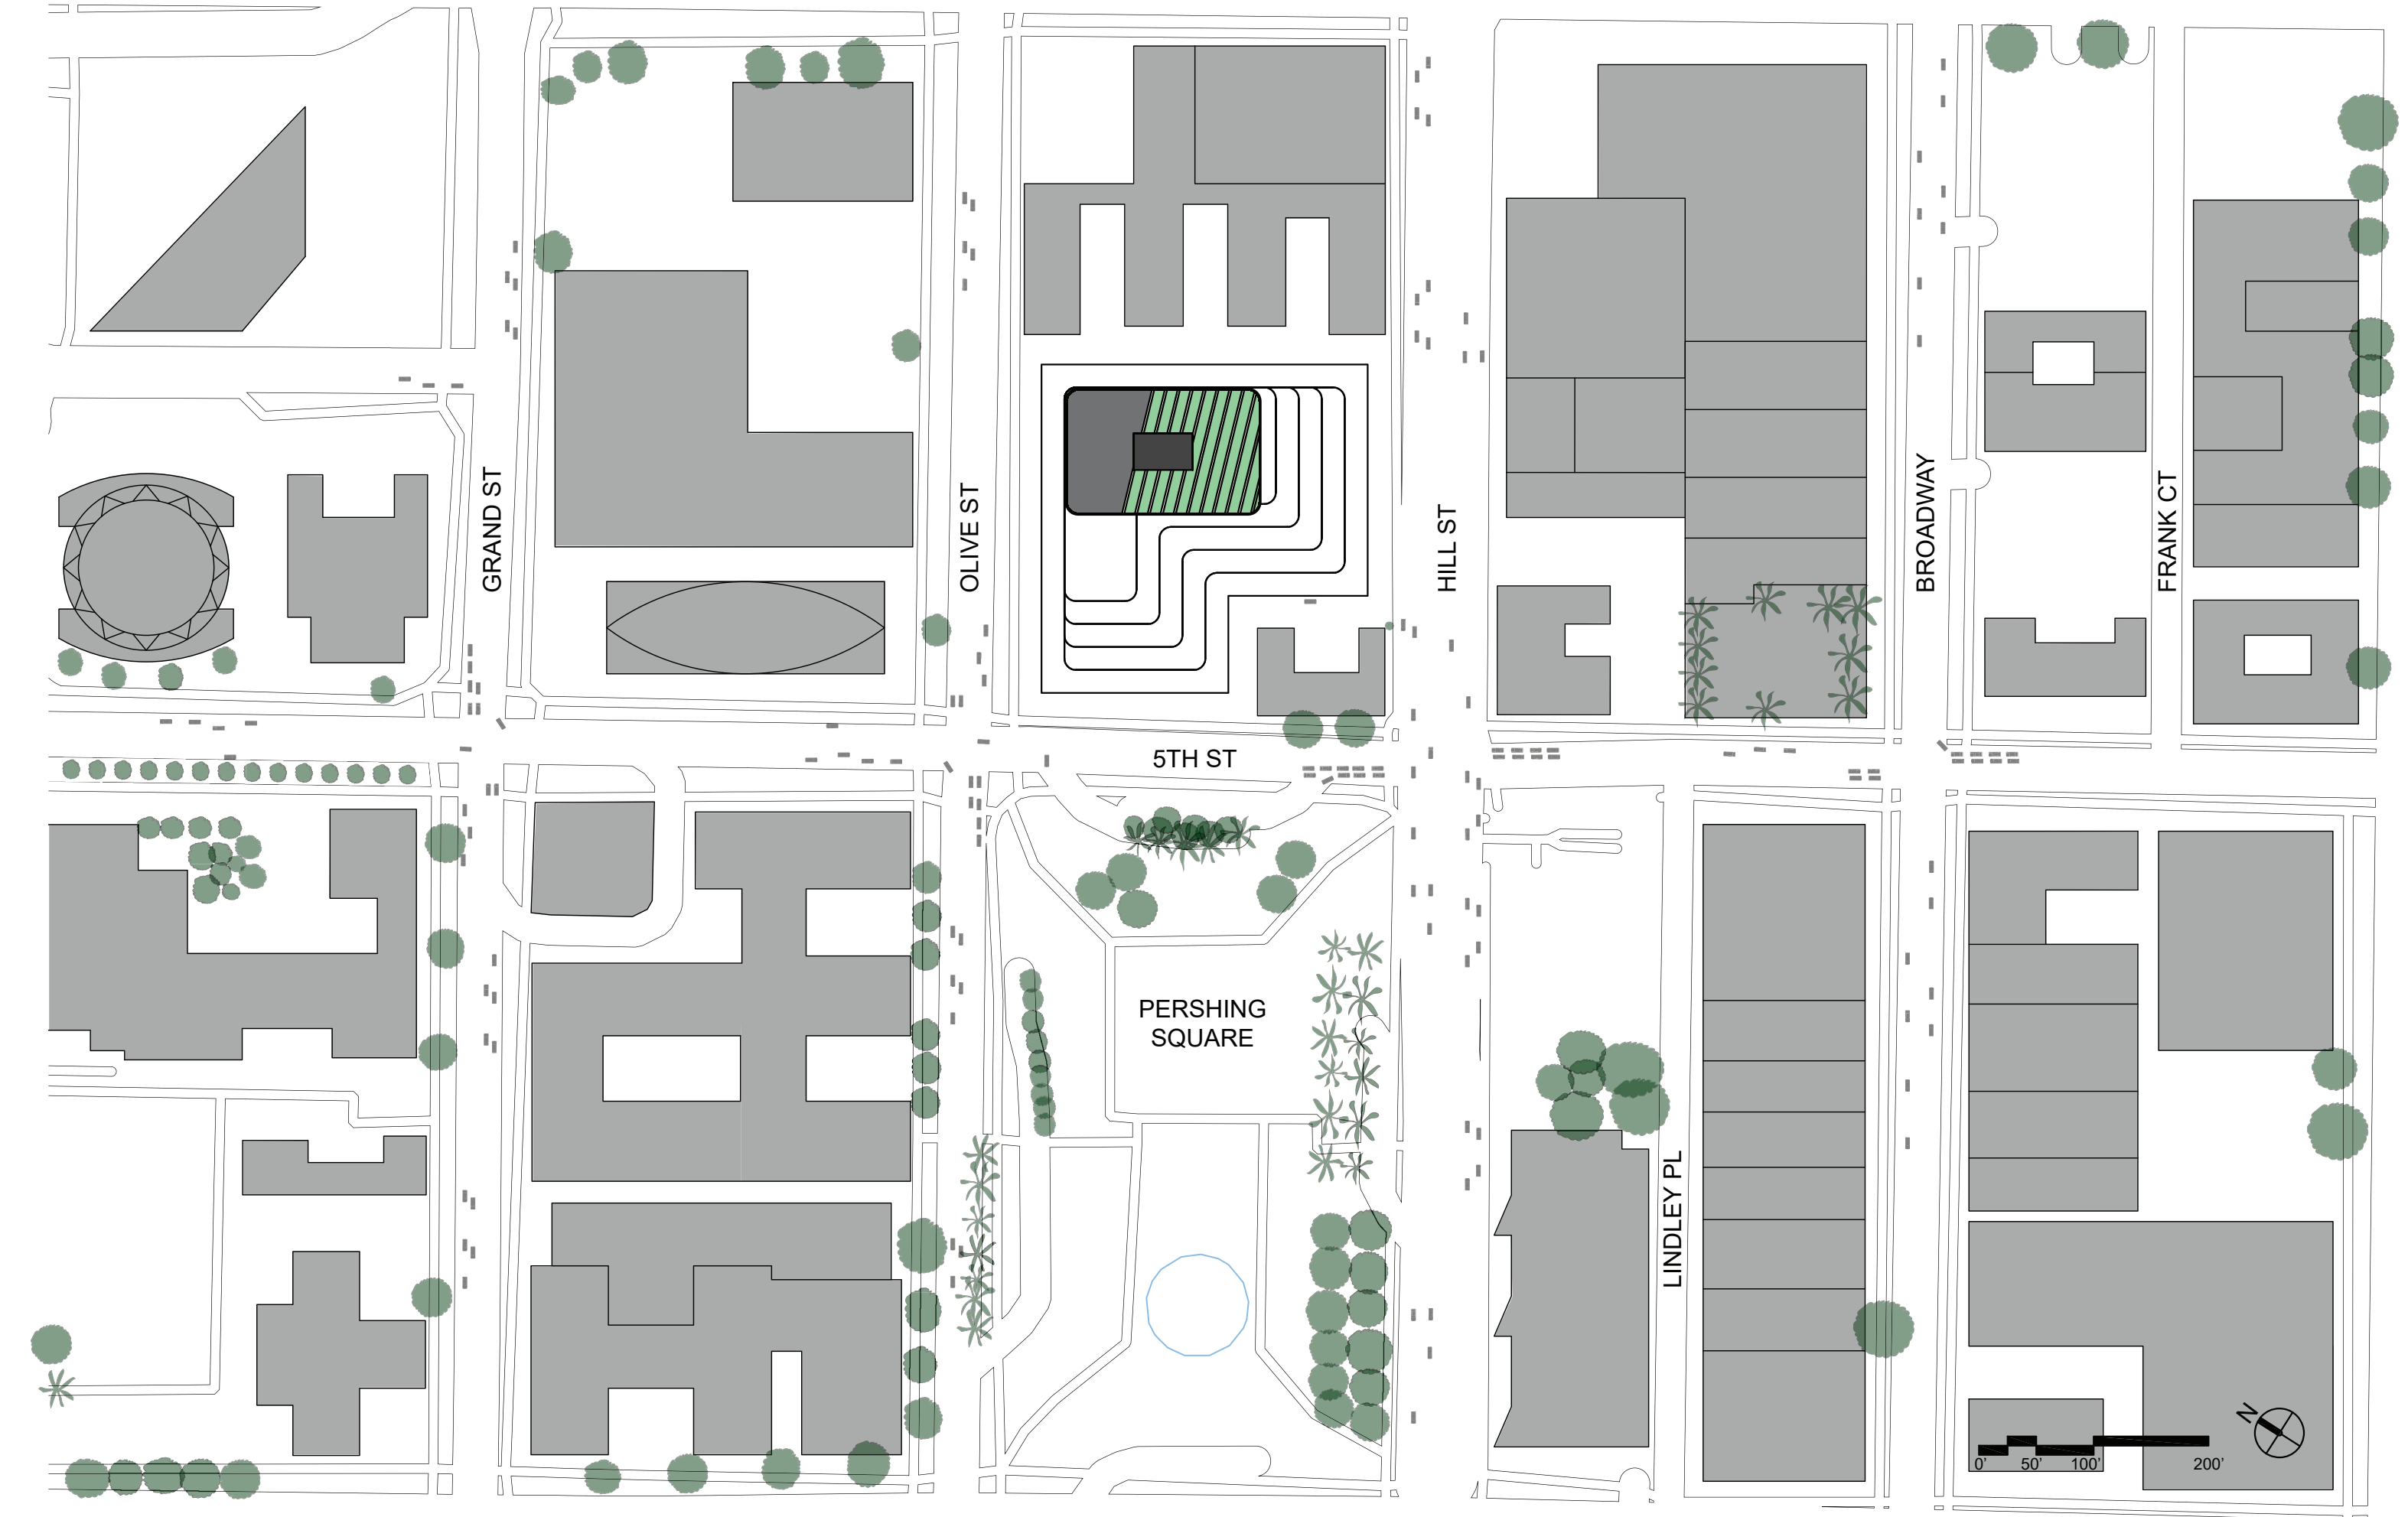 GRAND ST
OLIVE ST
HILL ST
BROADWAY
FRANK CT
5TH ST
PERSHING
SQUARE
LINDLEY PL
N
0' 50' 100' 200'